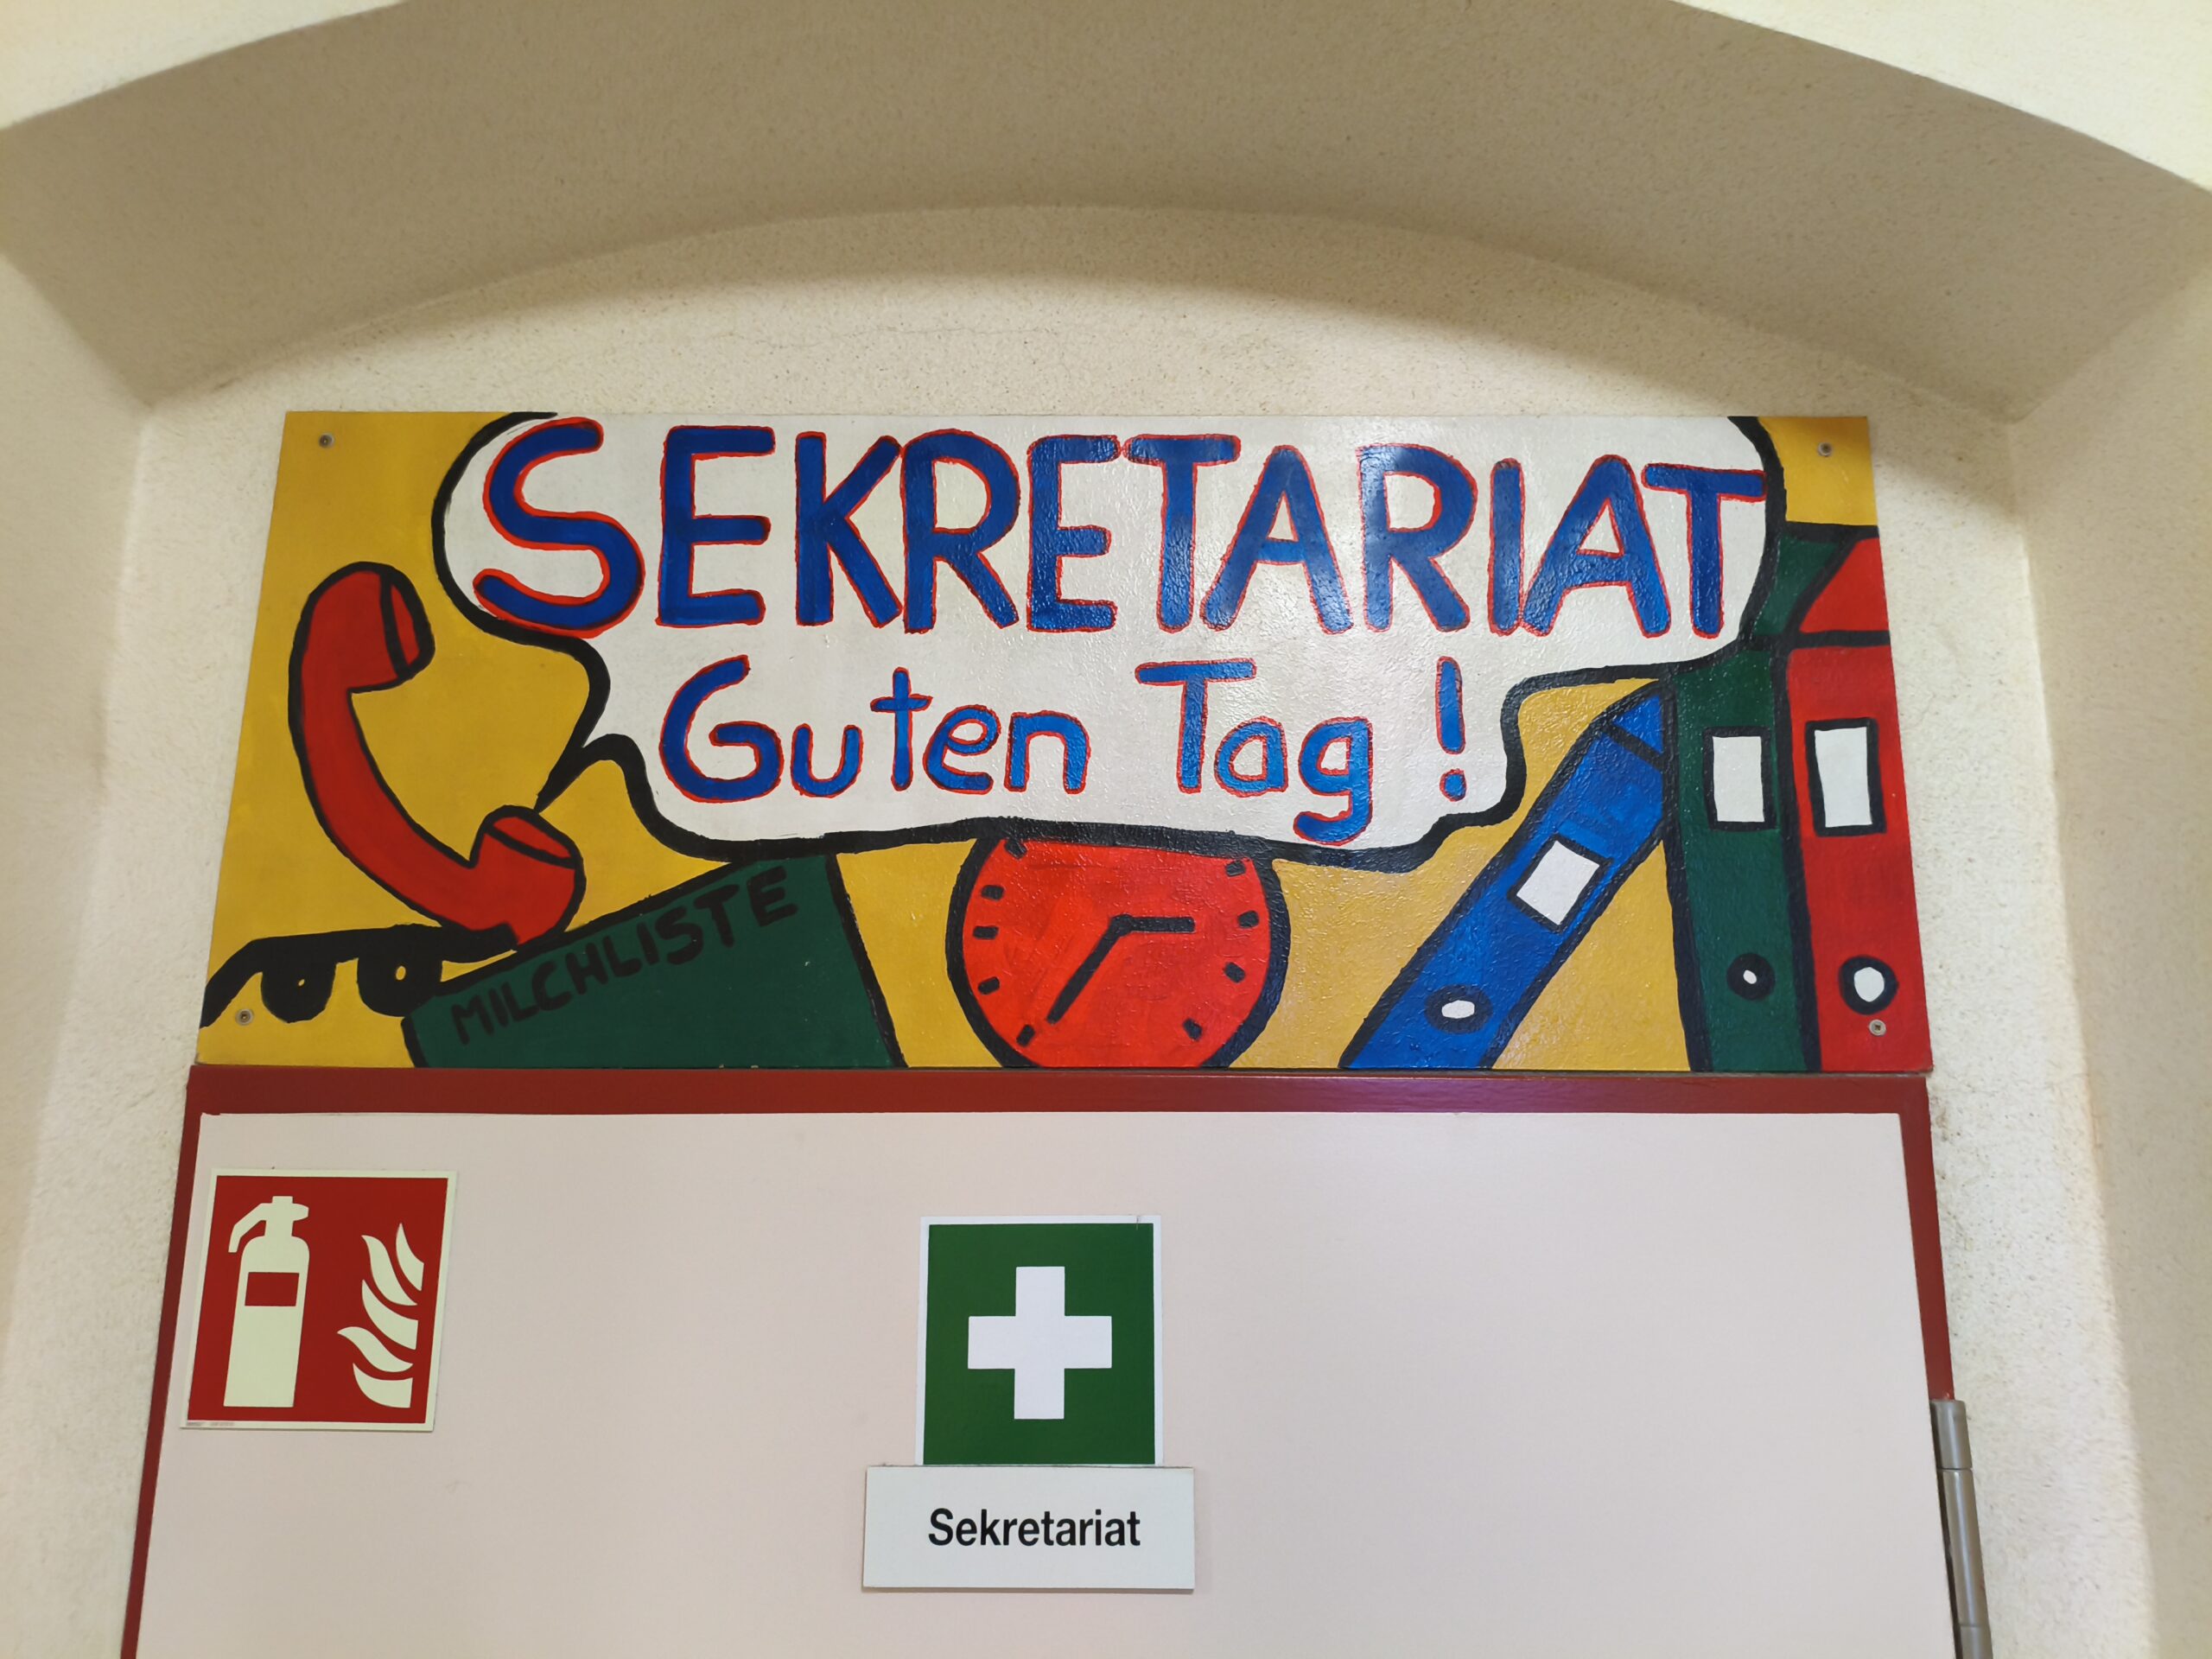 SEKRETARIAT
Guten Tag !
MILCHLISTE
Sekretariat